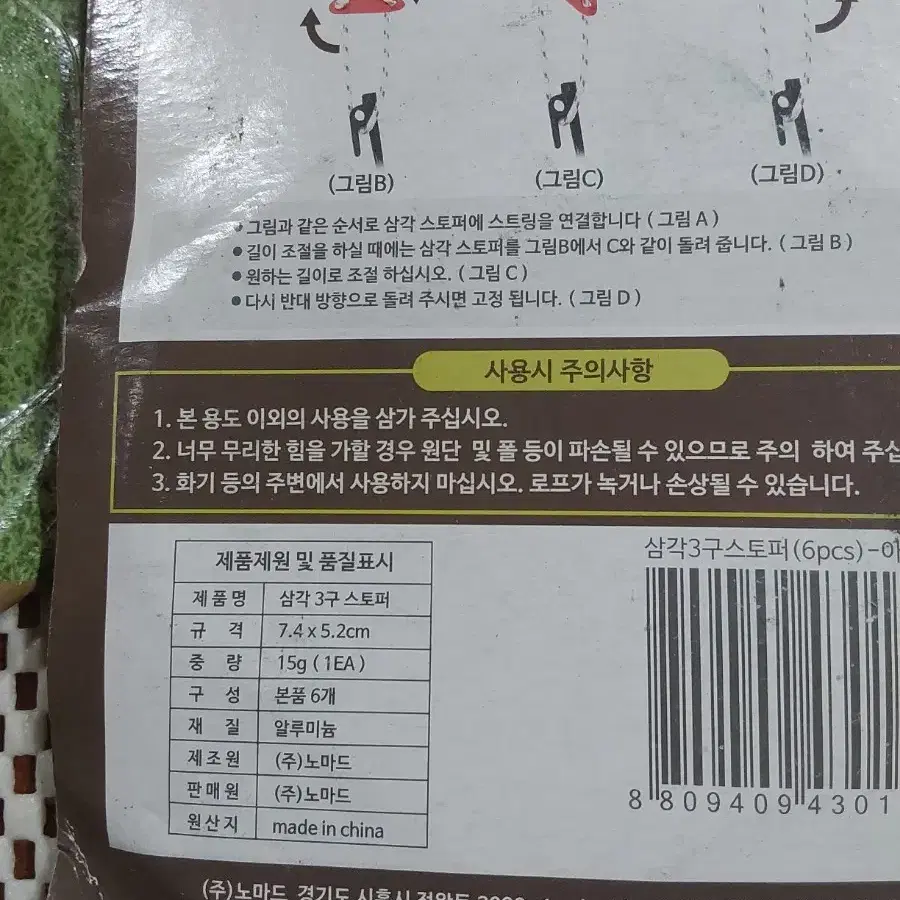 (그림B) (그림C) (그림D)
• 그림과 같은 순서로 삼각 스토퍼에 스트링을 연결합니다 ( 그림 A )
• 길이 조절을 하실 때에는 삼각 스토퍼를 그림B에서 C와 같이 돌려 줍니다. ( 그림 B )
• 원하는 길이로 조절 하십시오. ( 그림 C )
• 다시 반대 방향으로 돌려 주시면 고정 됩니다. ( 그림 D )
사용시 주의사항
1. 본 용도 이외의 사용을 삼가 주십시오.
2. 너무 무리한 힘을 가할 경우 원단 및 폴 등이 파손될 수 있으므로 주의 하여 주십
3. 화기 등의 주변에서 사용하지 마십시오. 로프가 녹거나 손상될 수 있습니다.
삼각3구스토퍼(6pcs)-아
제품제원 및 품질표시
제 품 명 삼각 3구 스토퍼
규 격 7.4 x 5.2cm
중 량 15g ( 1EA )
구 성 본품 6개
재 질 알루미늄
제 조 원 (주)노마드
판 매 원 (주)노마드
원 산 지 made in china
8 809409 4301
(주)노마드 경기도 시흥시